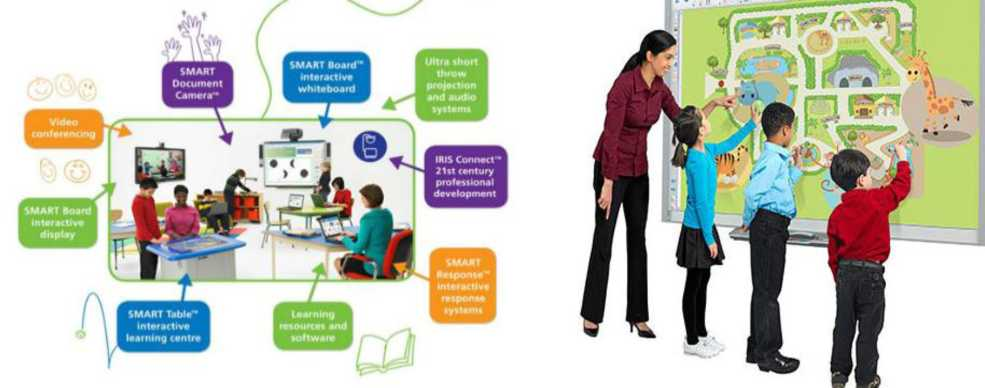 SMART
Document
Camera™
SMART Board™
interactive
whiteboard
Ultra short
throw
projection
and audio
systems
Video
conferencing
IRIS Connect™
21st century
professional
development
SMART Board
interactive
display
SMART
Response™
interactive
response
systems
SMART Table™
interactive
learning centre
Learning
resources and
software